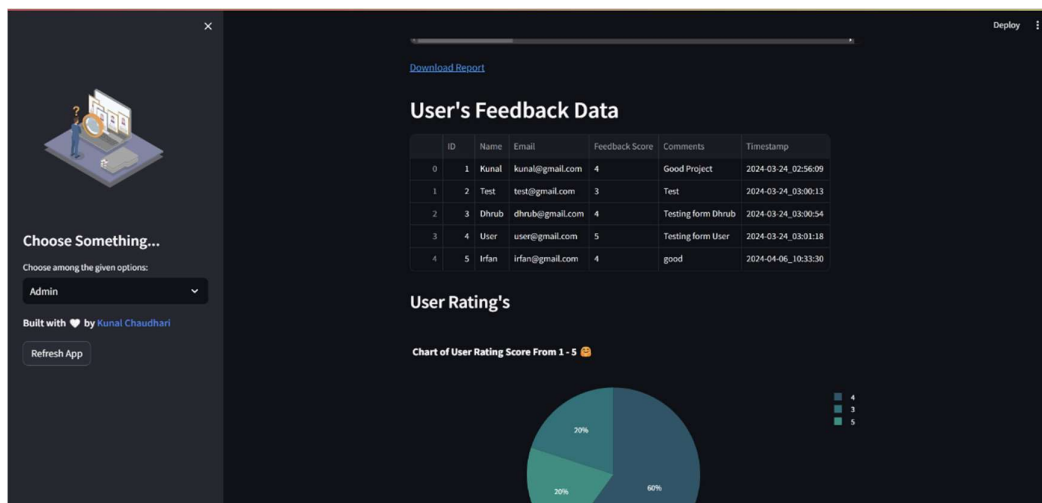 Deploy
Download Report
User's Feedback Data
ID Name Email Feedback Score Comments Timestamp
0 1 Kunal kunal@gmail.com 4 Good Project 2024-03-24_02:56:09
1 2 Test test@gmail.com 3 Test 2024-03-24_03:00:13
2 3 Dhrub dhrub@gmail.com 4 Testing form Dhrub 2024-03-24_03:00:54
3 4 User user@gmail.com 5 Testing form User 2024-03-24_03:01:18
4 5 Irfan irfan@gmail.com 4 good 2024-04-06_10:33:30
Choose Something...
Choose among the given options:
Admin
Built with 🤍 by Kunal Chaudhari
Refresh App
User Rating's
Chart of User Rating Score From 1 - 5 🤗
4
3
5
20%
20%
60%